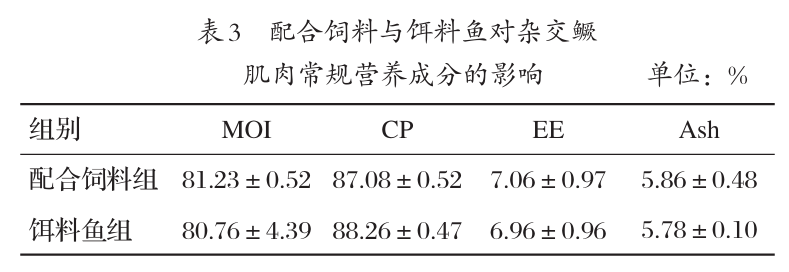 表3 配合饲料与饵料鱼对杂交鳜
肌肉常规营养成分的影响 单位：%
组别 MOI CP EE Ash
配合饲料组 81.23±0.52 87.08±0.52 7.06±0.97 5.86±0.48
饵料鱼组 80.76±4.39 88.26±0.47 6.96±0.96 5.78±0.10